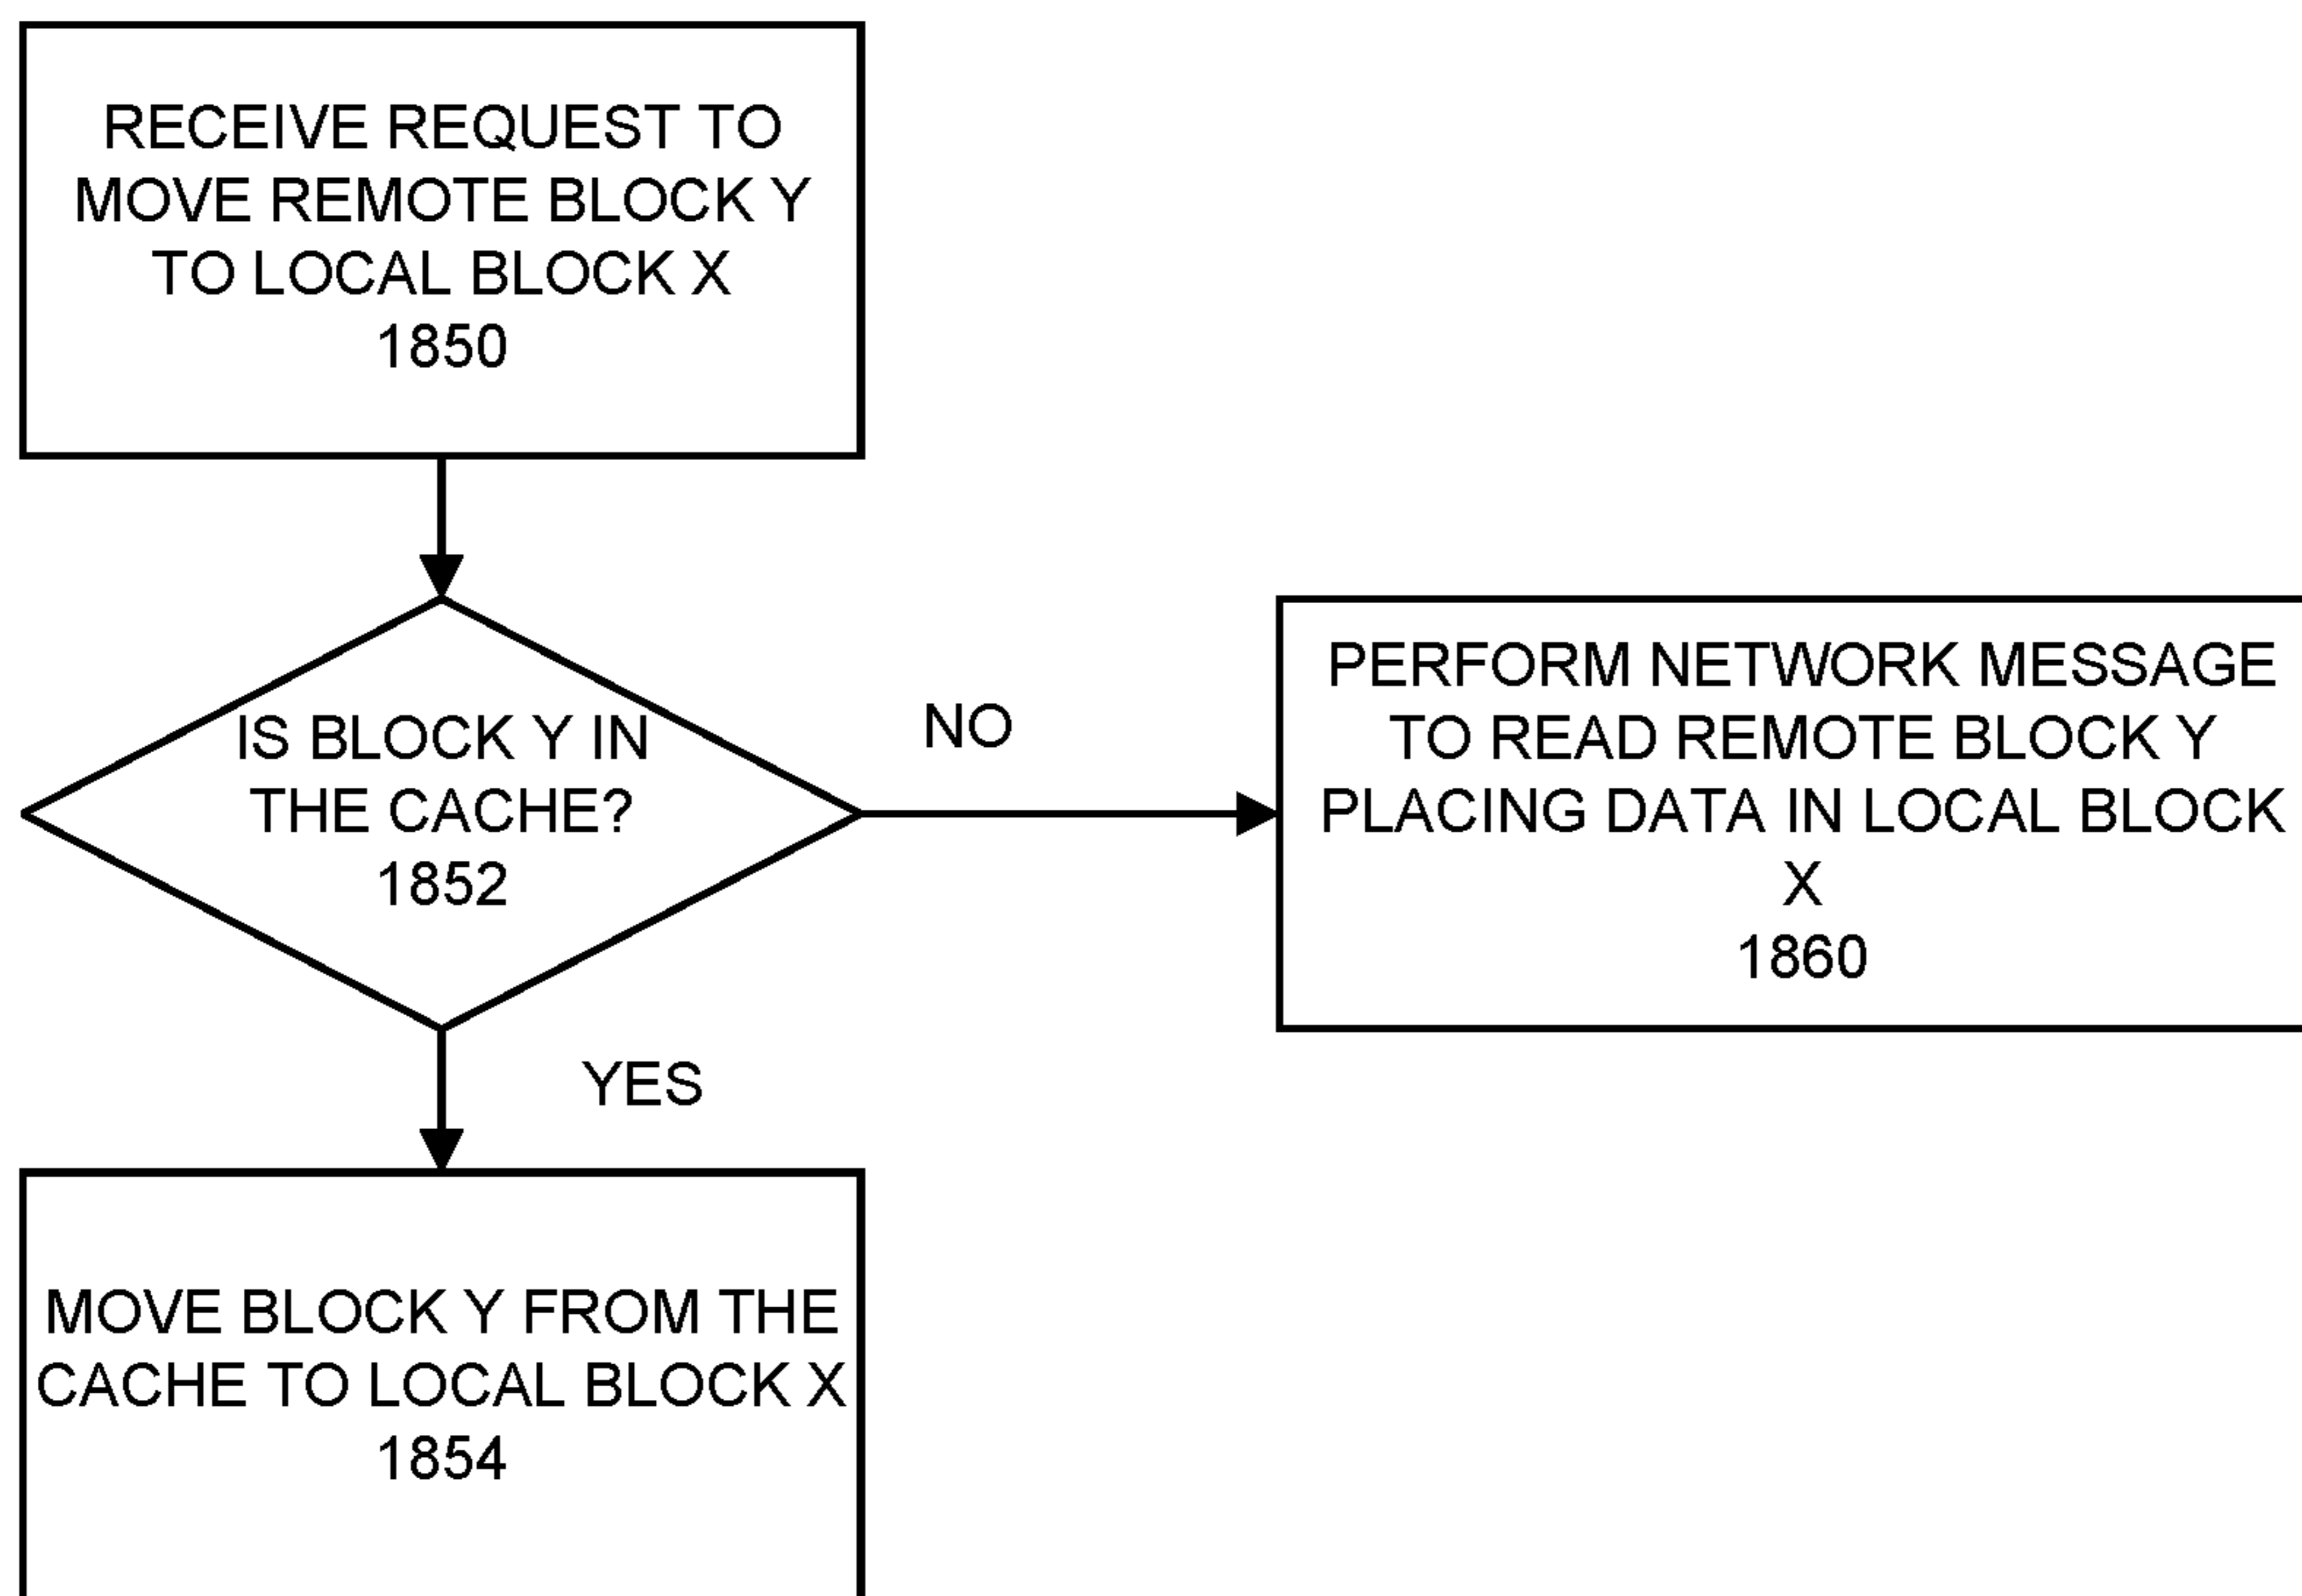 RECEIVE REQUEST TO
MOVE REMOTE BLOCK Y
TO LOCAL BLOCK X
1850
IS BLOCK Y IN
THE CACHE?
1852
NO
PERFORM NETWORK MESSAGE
TO READ REMOTE BLOCK Y
PLACING DATA IN LOCAL BLOCK
X
1860
YES
MOVE BLOCK Y FROM THE
CACHE TO LOCAL BLOCK X
1854